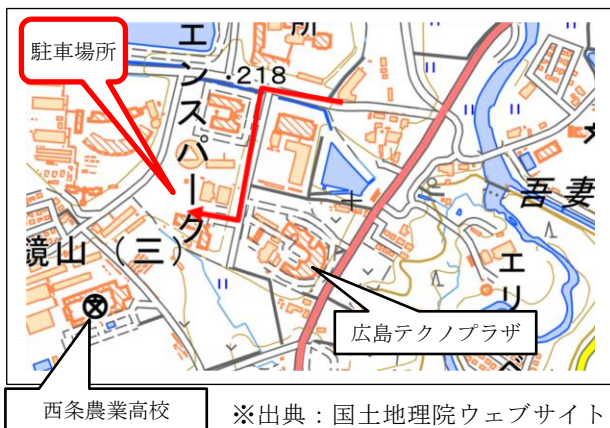 駐車場所
エンスパーク
所
・218
吾妻
鏡山(三)
エリ
広島テクノプラザ
西条農業高校
※出典:国土地理院ウェブサイト